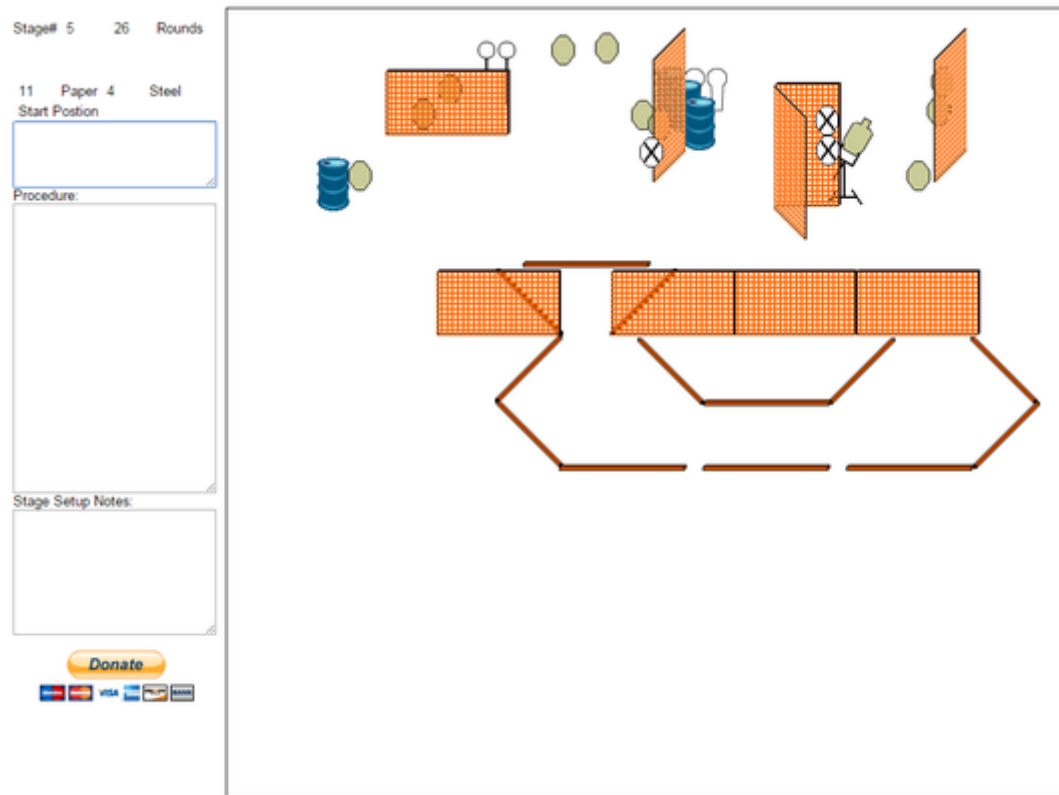 Stage# 5 26 Rounds
11 Paper 4 Steel
Start Postion
Procedure:
Stage Setup Notes:
Donate
VISA